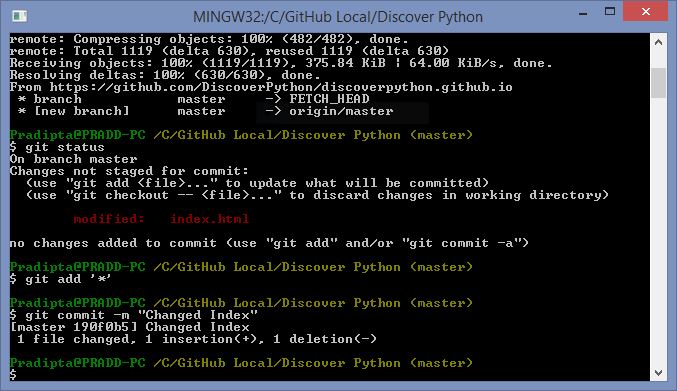 MINGW32:/C/GitHub Local/Discover Python
remote: Compressing objects: 100% (482/482), done.
remote: Total 1119 (delta 630), reused 1119 (delta 630)
Receiving objects: 100% (1119/1119), 375.84 KiB ¦ 64.00 KiB/s, done.
Resolving deltas: 100% (630/630), done.
From https://github.com/DiscoverPython/discoverpython.github.io
 * branch            master     -> FETCH_HEAD
 * [new branch]      master     -> origin/master
Pradipta@PRADD-PC /C/GitHub Local/Discover Python (master)
$ git status
On branch master
Changes not staged for commit:
  (use "git add <file>..." to update what will be committed)
  (use "git checkout -- <file>..." to discard changes in working directory)
        modified:   index.html
no changes added to commit (use "git add" and/or "git commit -a")
Pradipta@PRADD-PC /C/GitHub Local/Discover Python (master)
$ git add '*'
Pradipta@PRADD-PC /C/GitHub Local/Discover Python (master)
$ git commit -m "Changed Index"
[master 190f0b5] Changed Index
 1 file changed, 1 insertion(+), 1 deletion(-)
Pradipta@PRADD-PC /C/GitHub Local/Discover Python (master)
$